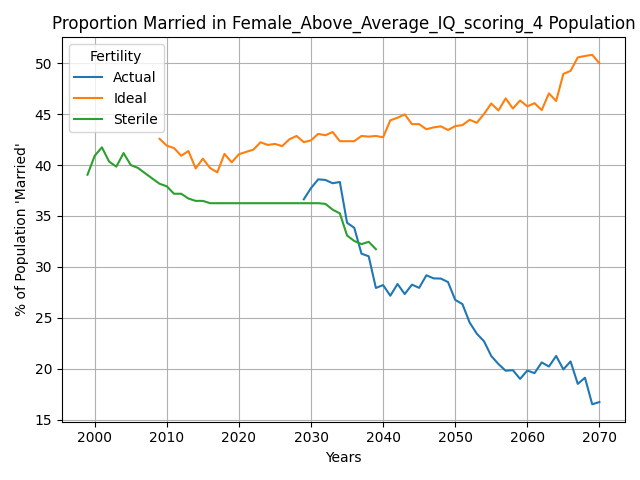 Proportion Married in Female_Above_Average_IQ_scoring_4 Population
Fertility
Actual
Ideal
Sterile
% of Population 'Married'
50
45
40
35
30
25
20
15
2000
2010
2020
2030
2040
2050
2060
2070
Years